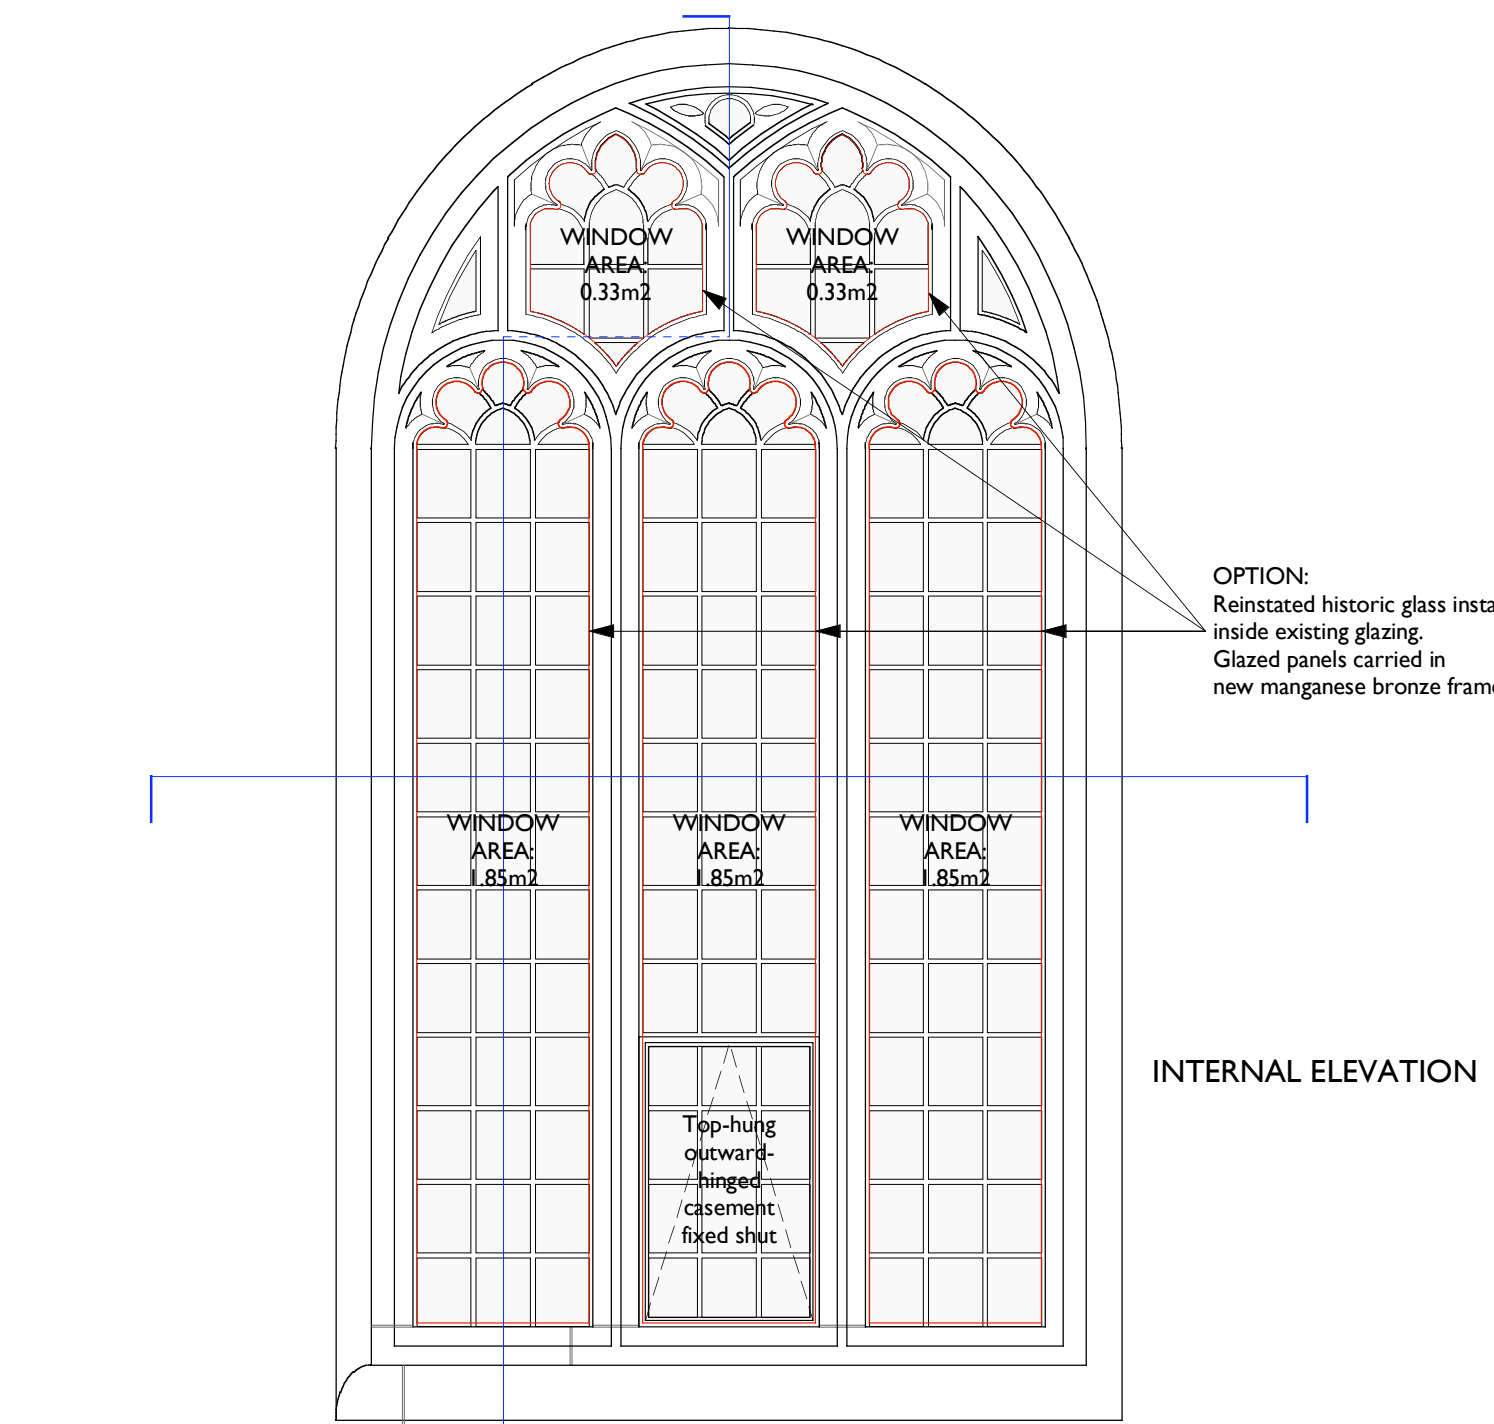 WINDOW
AREA:
0.33m2
WINDOW
AREA:
0.33m2
OPTION:
Reinstated historic glass
inside existing glazing.
Glazed panels carried in
new manganese bronze
WINDOW
AREA:
1.85m2
WINDOW
AREA:
1.85m2
WINDOW
AREA:
1.85m2
INTERNAL ELEVATION
Top-hung
outward-
hinged
casement
fixed shut